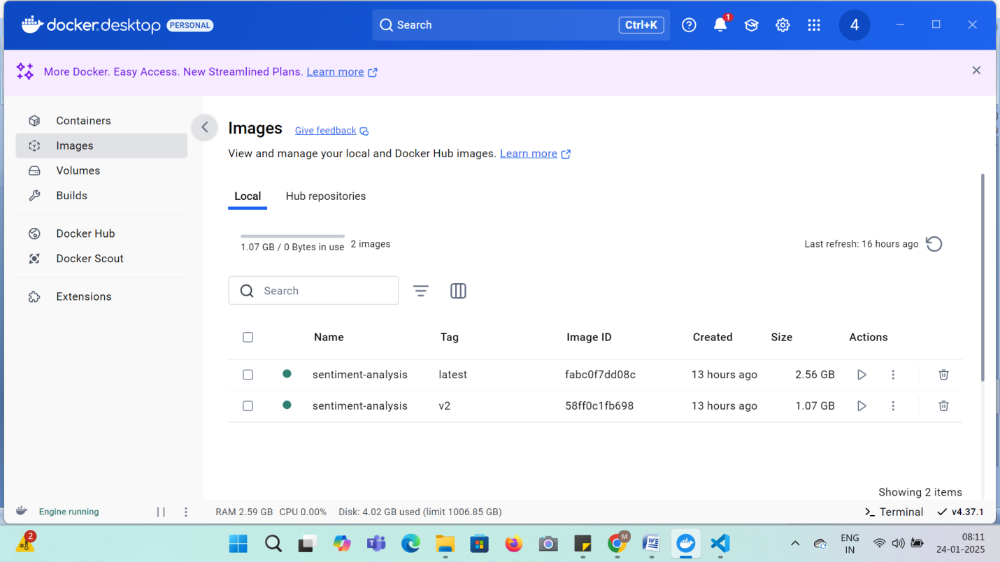 docker.desktop PERSONAL Search Ctrl+K 1 4
More Docker. Easy Access. New Streamlined Plans. Learn more
Containers
Images
Volumes
Builds
Docker Hub
Docker Scout
Extensions
Images Give feedback
View and manage your local and Docker Hub images. Learn more
Local Hub repositories
1.07 GB / 0 Bytes in use 2 images Last refresh: 16 hours ago
Search
Name Tag Image ID Created Size Actions
sentiment-analysis latest fabc0f7dd08c 13 hours ago 2.56 GB
sentiment-analysis v2 58ff0c1fb698 13 hours ago 1.07 GB
Showing 2 items
Engine running RAM 2.59 GB CPU 0.00% Disk: 4.02 GB used (limit 1006.85 GB) >_ Terminal v4.37.1
2 M ENG 08:11
IN 24-01-2025